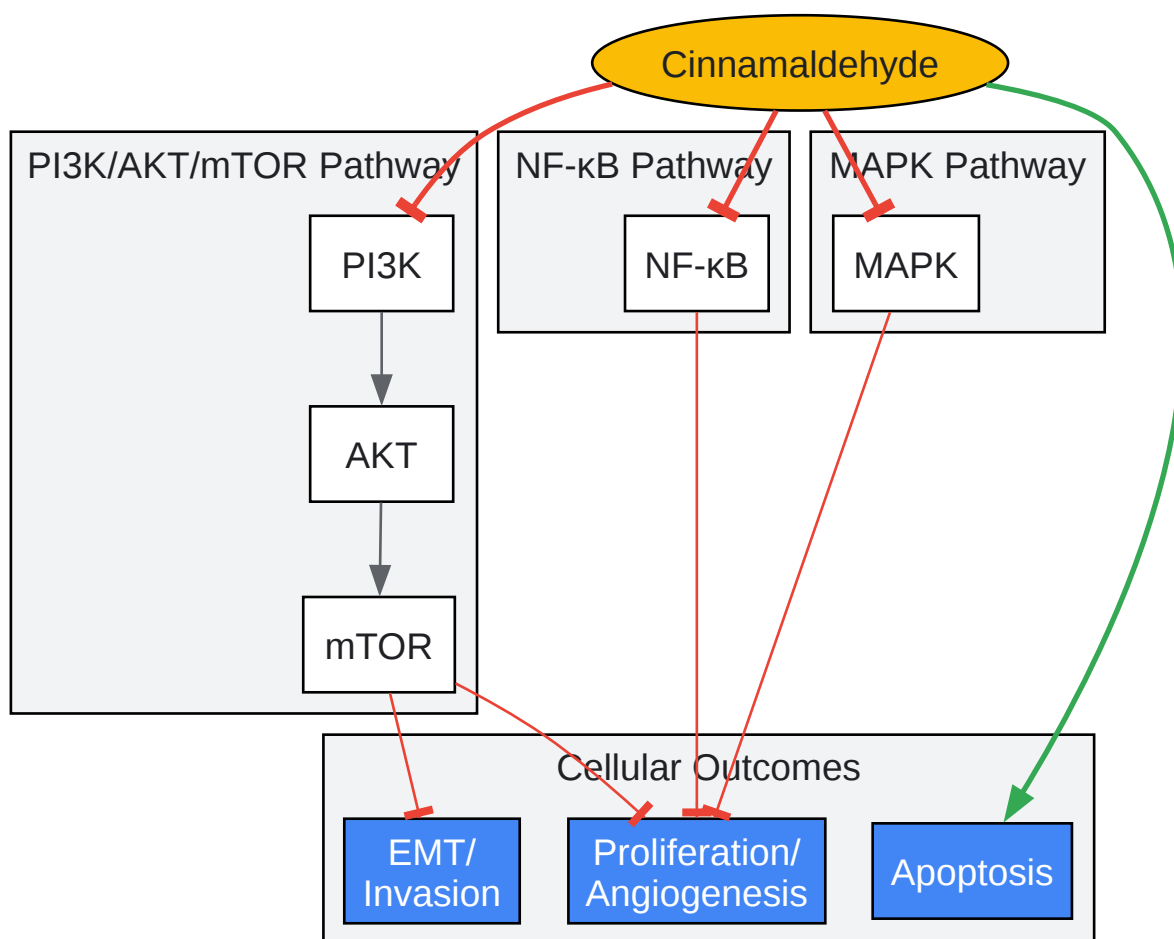 Cinnamaldehyde
PI3K/AKT/mTOR Pathway
NF-κB Pathway
MAPK Pathway
PI3K
NF-κB
MAPK
AKT
mTOR
Cellular Outcomes
EMT/
Invasion
Proliferation/
Angiogenesis
Apoptosis